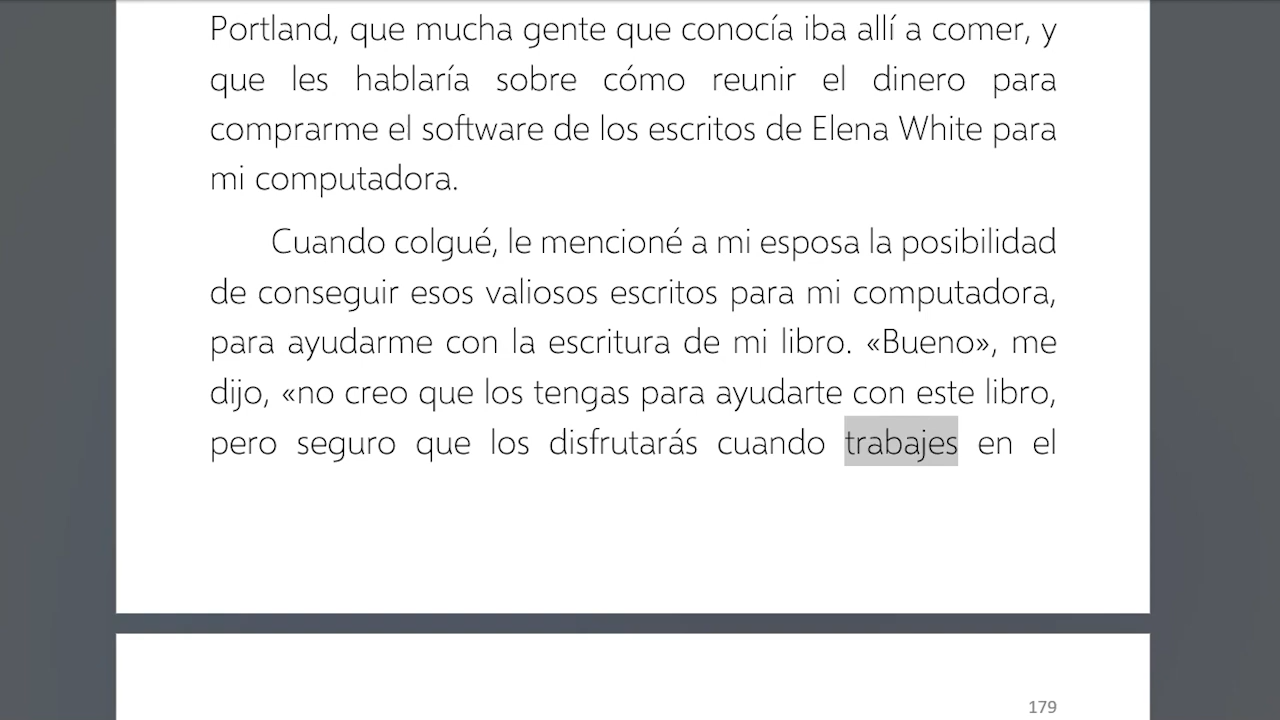 Portland, que mucha gente que conocía iba allí a comer, y
que les hablaría sobre cómo reunir el dinero para
comprarme el software de los escritos de Elena White para
mi computadora.
Cuando colgué, le mencioné a mi esposa la posibilidad
de conseguir esos valiosos escritos para mi computadora,
para ayudarme con la escritura de mi libro. «Bueno», me
dijo, «no creo que los tengas para ayudarte con este libro,
pero seguro que los disfrutarás cuando trabajes en el
179